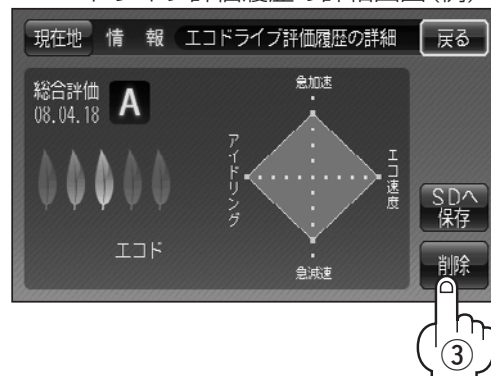 現在地 情 報 エコドライブ評価履歴の詳細 戻る
総合評価
08.04.18 A
急加速
アイドリング
エコ速度
急減速
エコド
SDへ
保存
削除
③